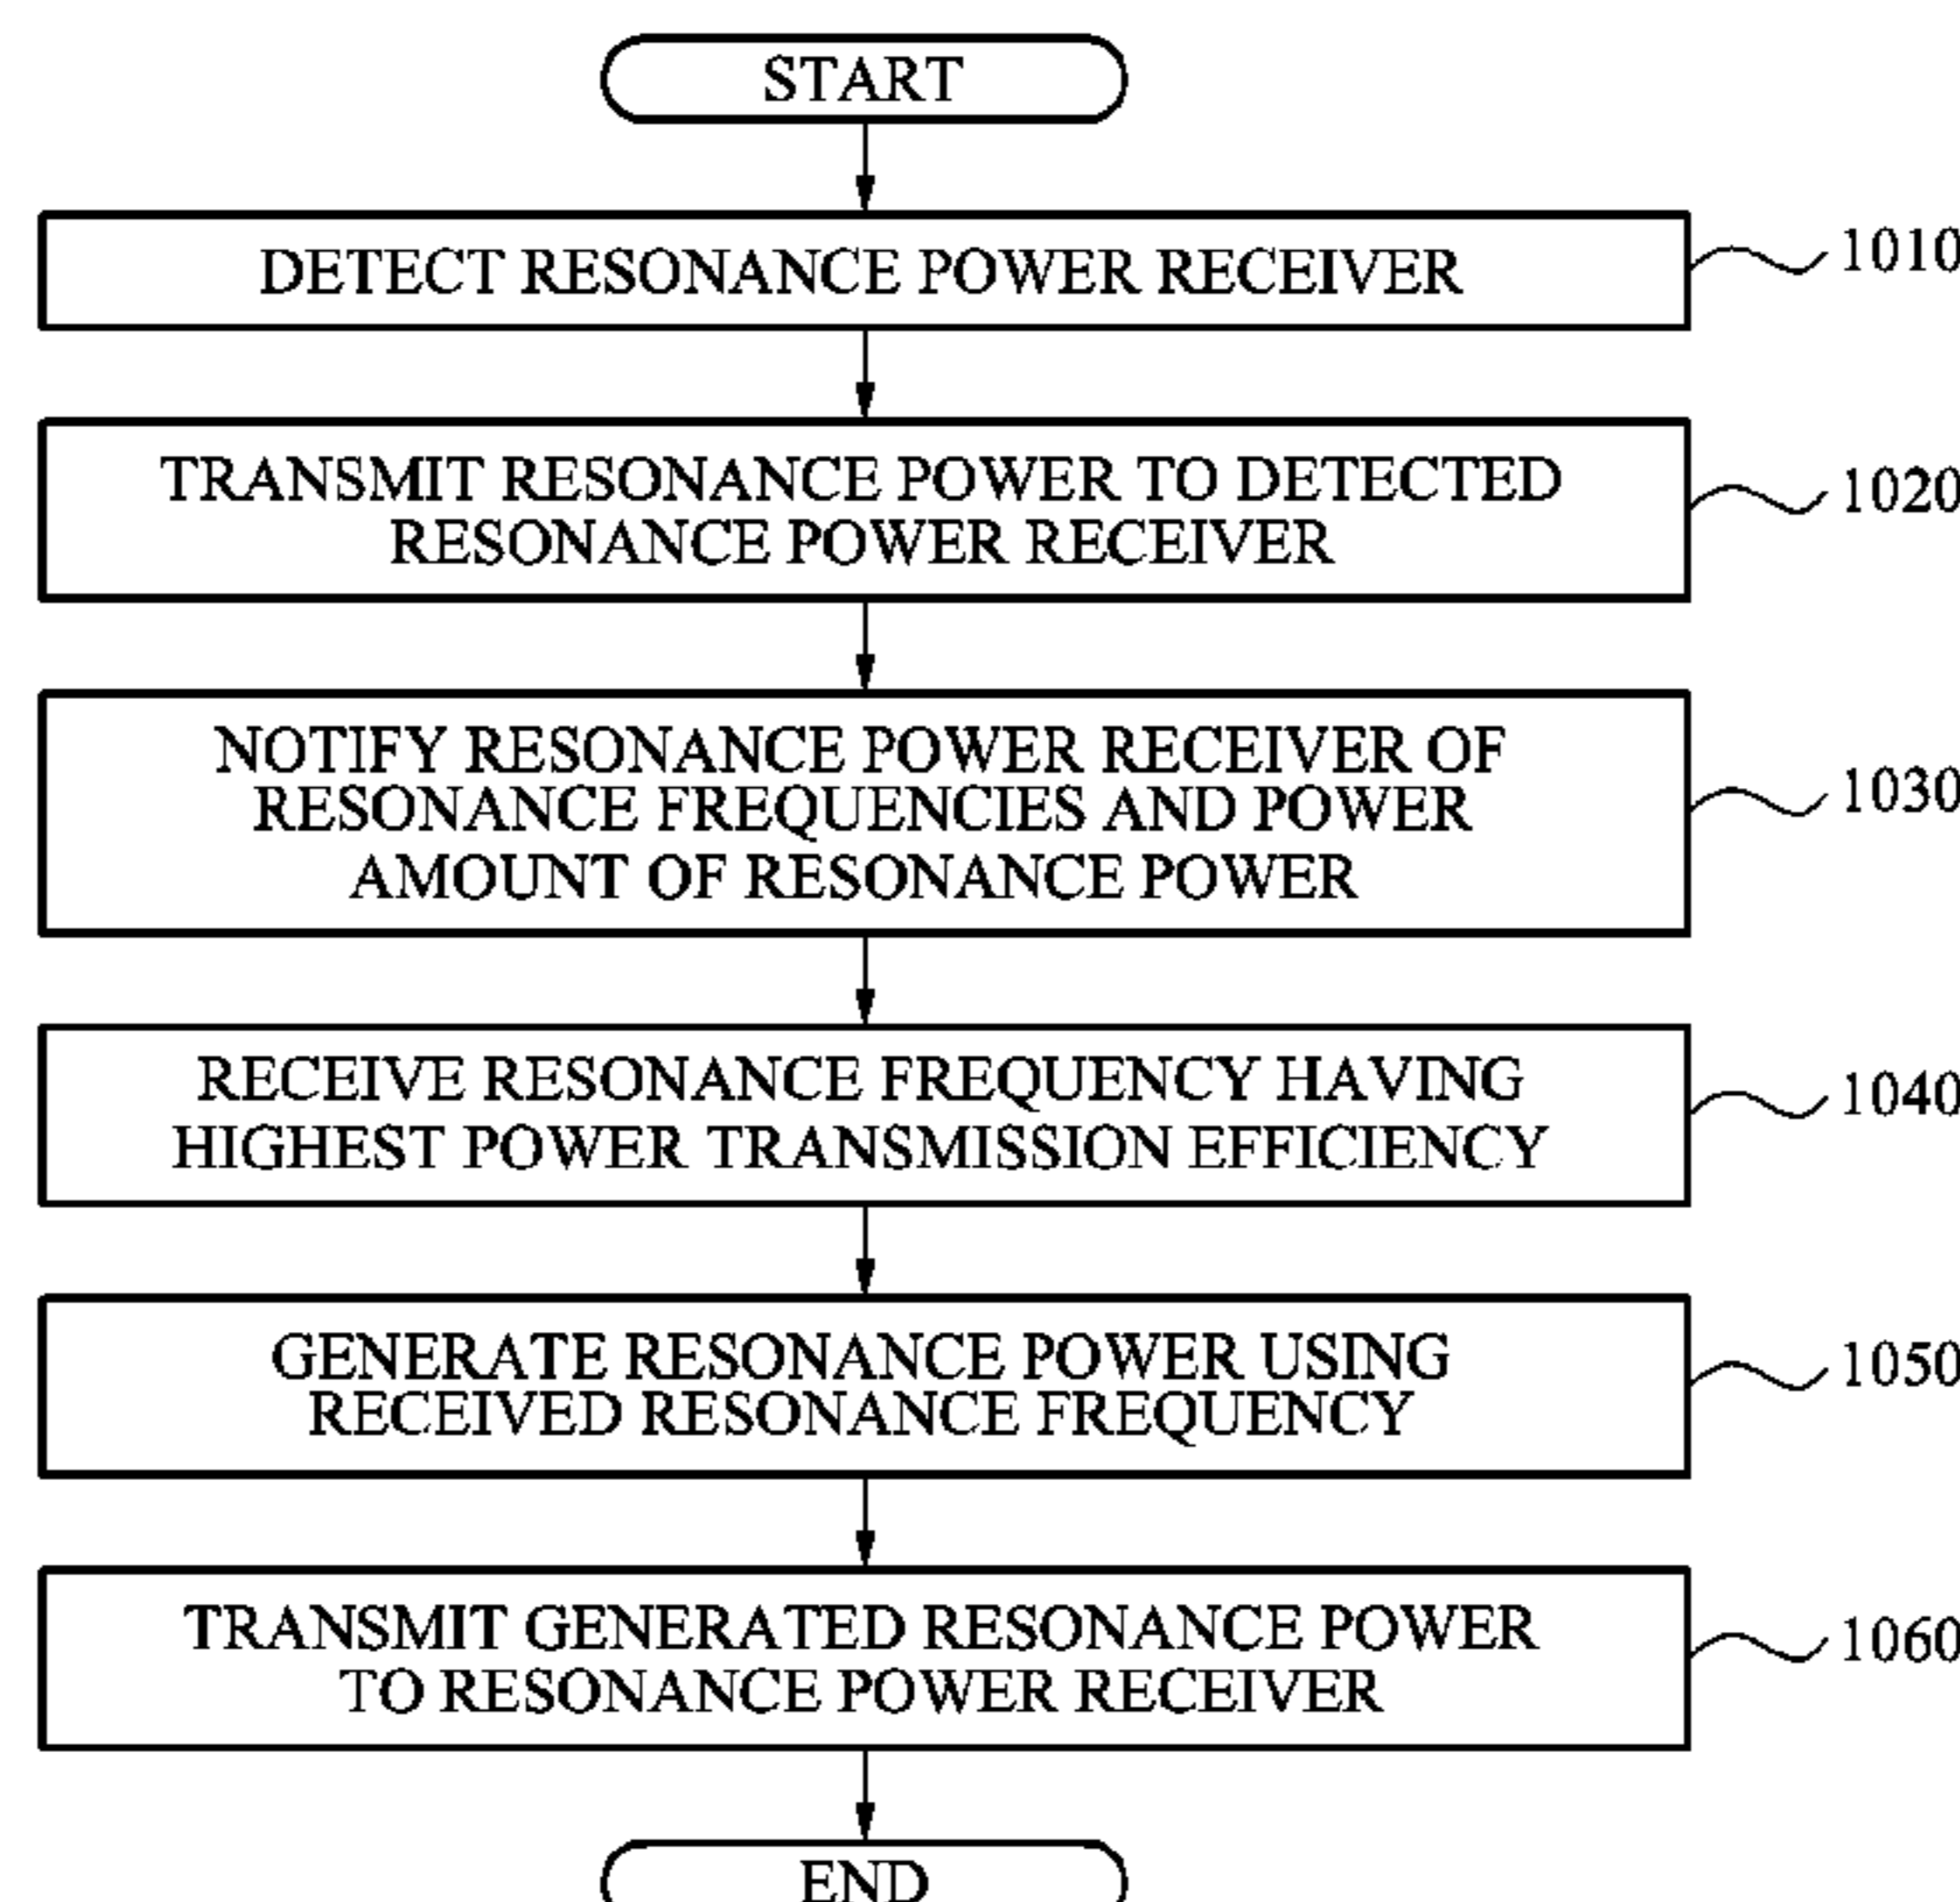 START
DETECT RESONANCE POWER RECEIVER
1010
TRANSMIT RESONANCE POWER TO DETECTED
RESONANCE POWER RECEIVER
1020
NOTIFY RESONANCE POWER RECEIVER OF
RESONANCE FREQUENCIES AND POWER
AMOUNT OF RESONANCE POWER
1030
RECEIVE RESONANCE FREQUENCY HAVING
HIGHEST POWER TRANSMISSION EFFICIENCY
1040
GENERATE RESONANCE POWER USING
RECEIVED RESONANCE FREQUENCY
1050
TRANSMIT GENERATED RESONANCE POWER
TO RESONANCE POWER RECEIVER
1060
END